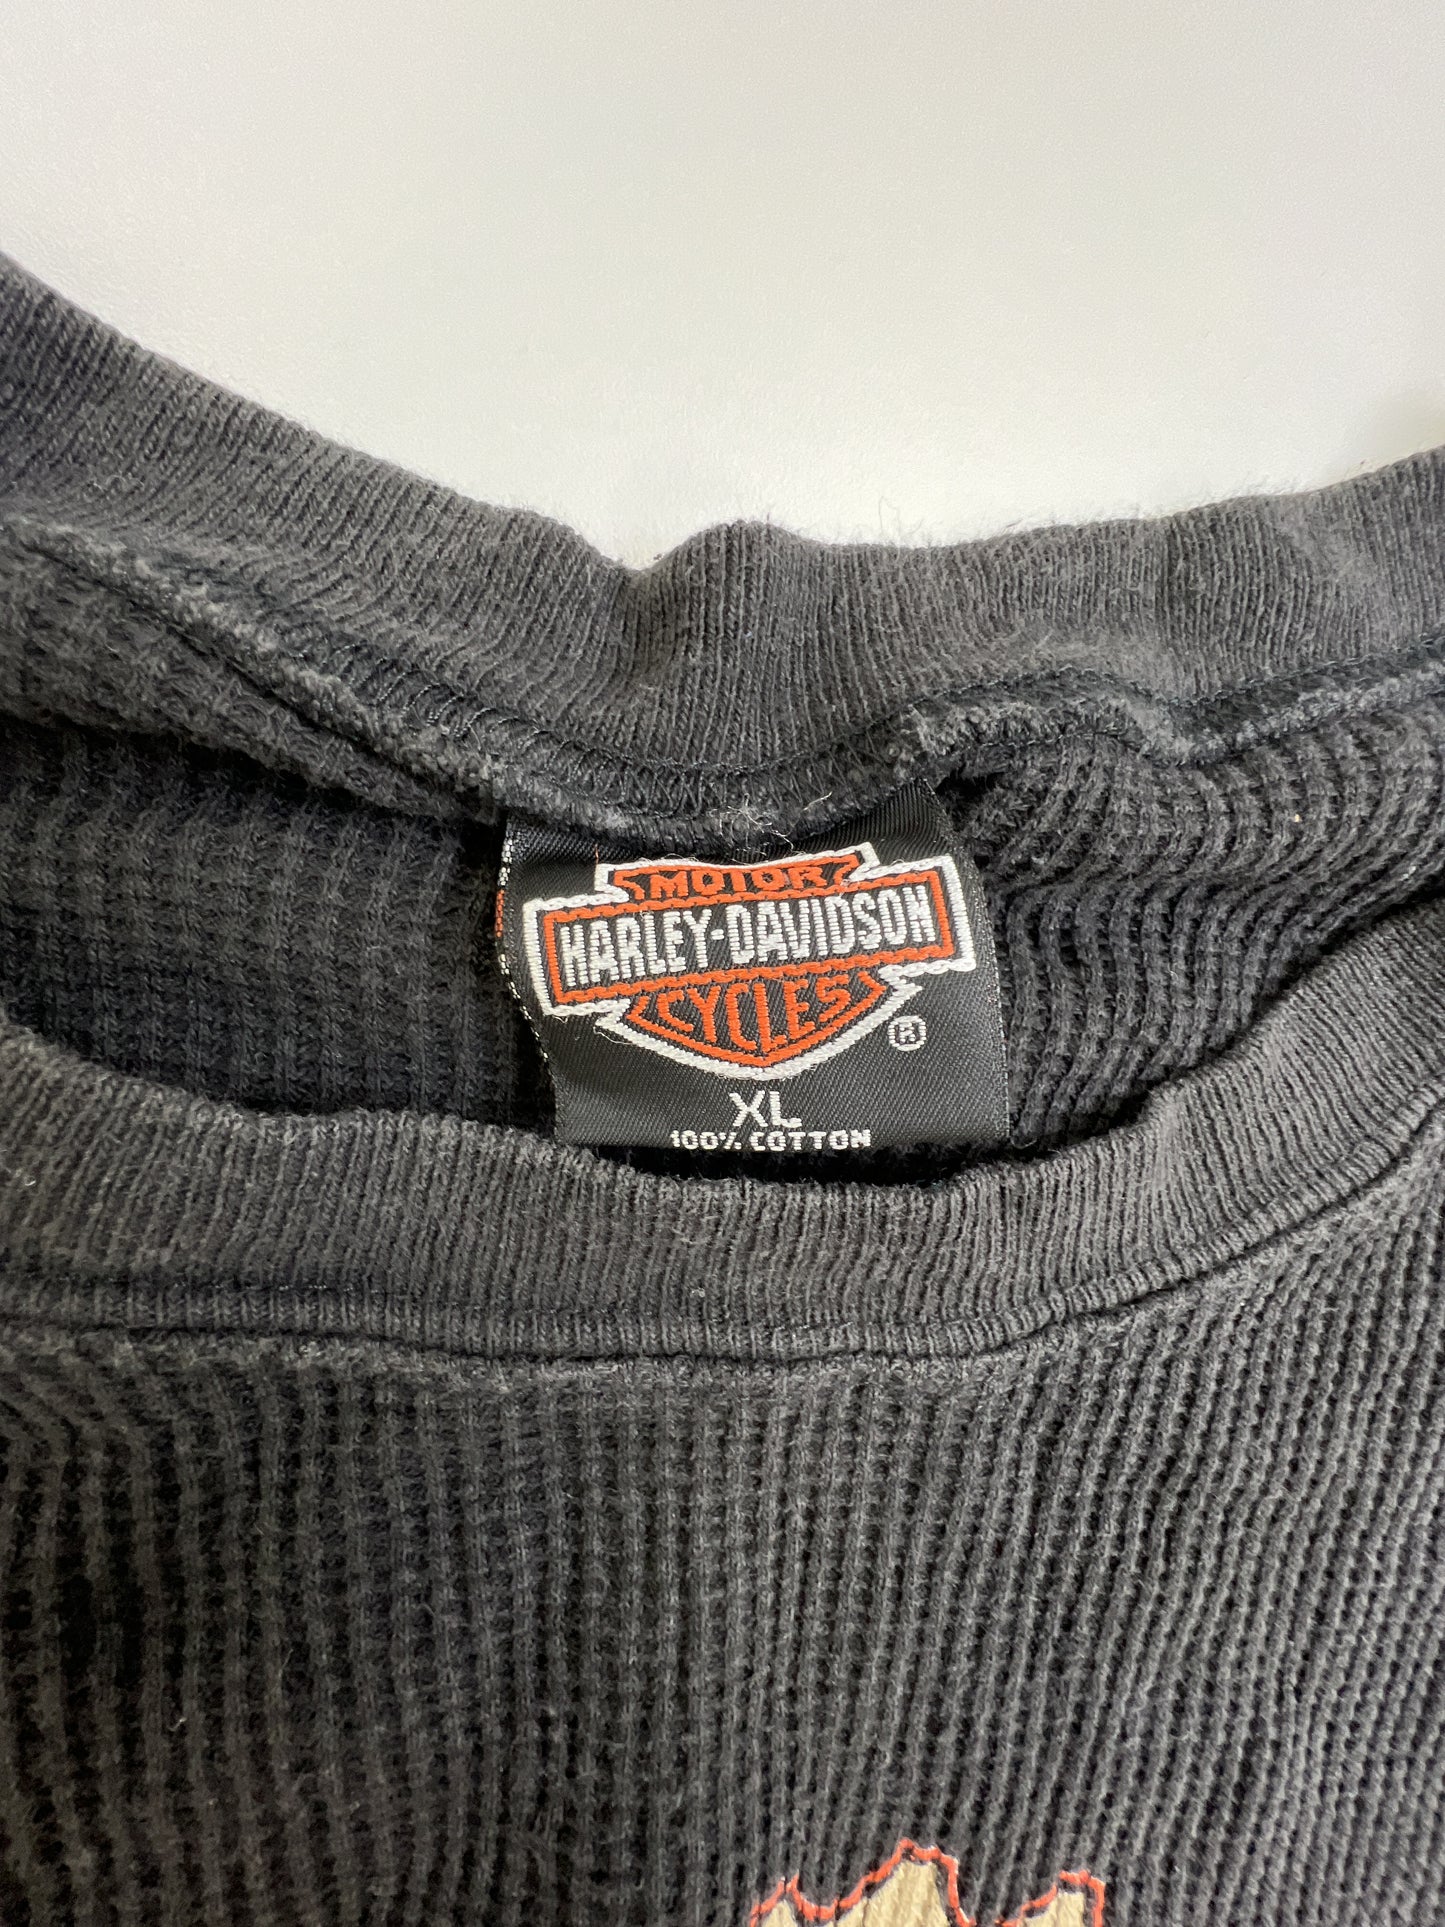 MOTOR
HARLEY-DAVIDSON
CYCLES
®
XL
100% COTTON